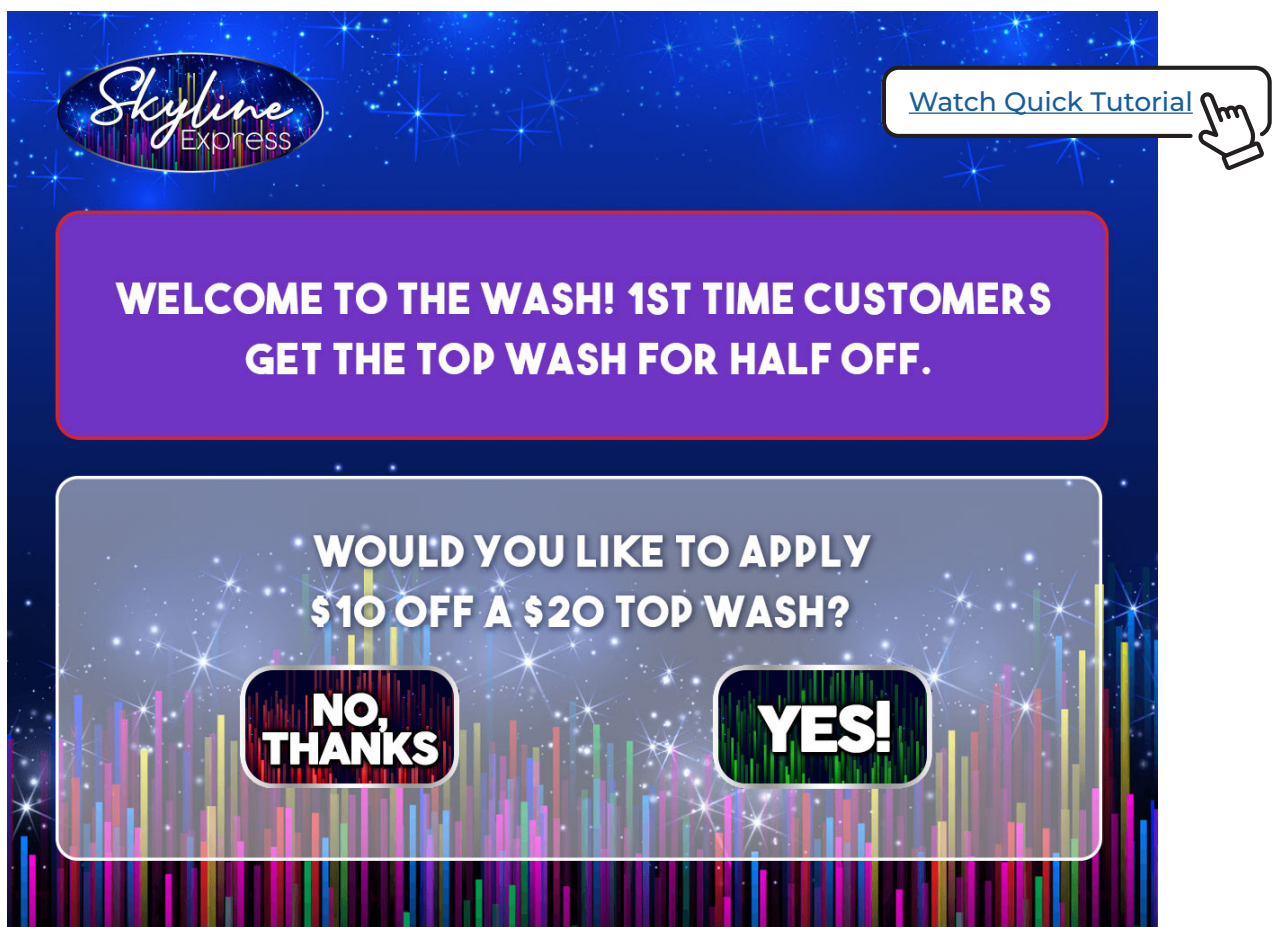 Skyline
Express
Watch Quick Tutorial
WELCOME TO THE WASH! 1ST TIME CUSTOMERS
GET THE TOP WASH FOR HALF OFF.
WOULD YOU LIKE TO APPLY
$10 OFF A $20 TOP WASH?
NO,
THANKS
YES!